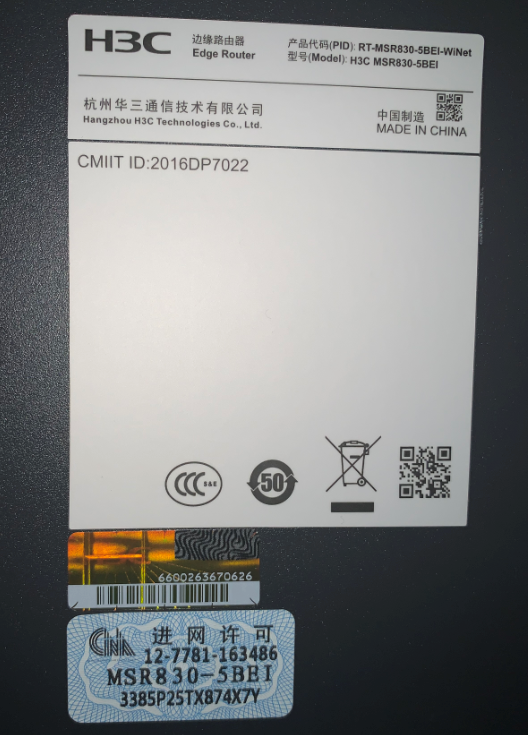 H3C
边缘路由器
Edge Router
产品代码(PID): RT-MSR830-5BEI-WiNet
型号(Model): H3C MSR830-5BEI
杭州华三通信技术有限公司
Hangzhou H3C Technologies Co., Ltd.
中国制造
MADE IN CHINA
CMIIT ID:2016DP7022
CCC S&E
50
6600263670626
CNA 进网许可
12-7781-163486
MSR830-5BEI
3385P25TX874X7Y